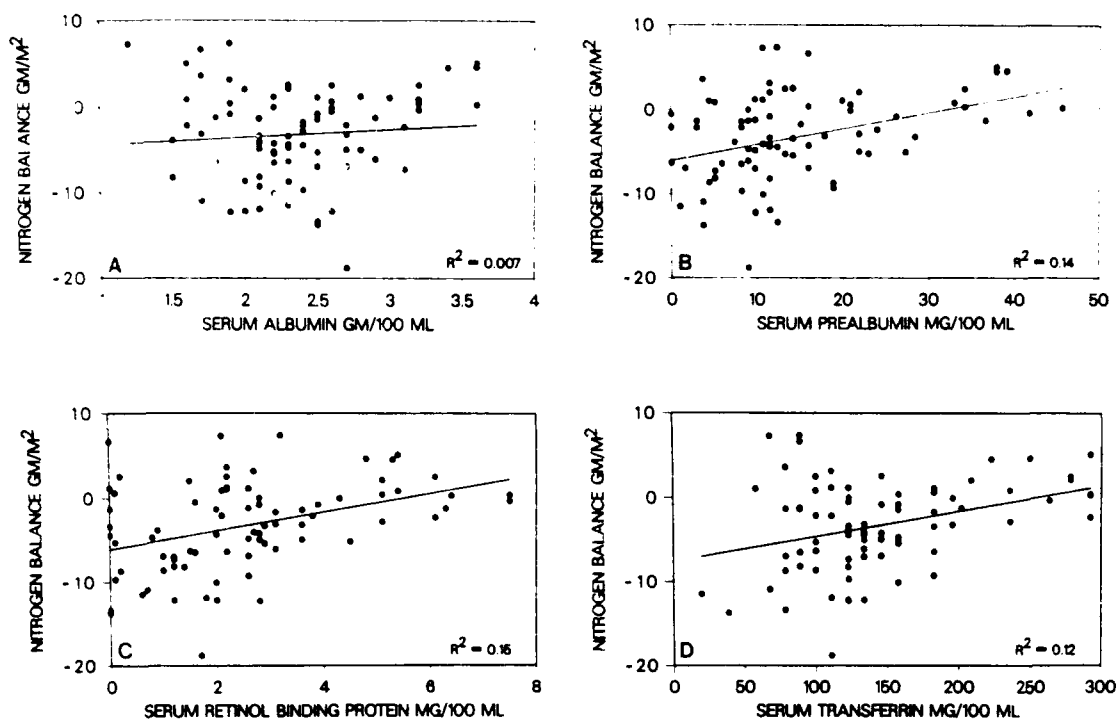 NITROGEN BALANCE GM/M²
10
0
-10
-20
A
R² = 0.007
1.5
2
2.5
3
3.5
4
SERUM ALBUMIN GM/100 ML
NITROGEN BALANCE GM/M²
10
0
-10
-20
B
R² = 0.14
0
10
20
30
40
50
SERUM PREALBUMIN MG/100 ML
NITROGEN BALANCE GM/M²
10
0
-10
-20
C
R² = 0.16
0
2
4
6
8
SERUM RETINOL BINDING PROTEIN MG/100 ML
NITROGEN BALANCE GM/M²
10
0
-10
-20
D
R² = 0.12
0
50
100
150
200
250
300
SERUM TRANSFERRIN MG/100 ML